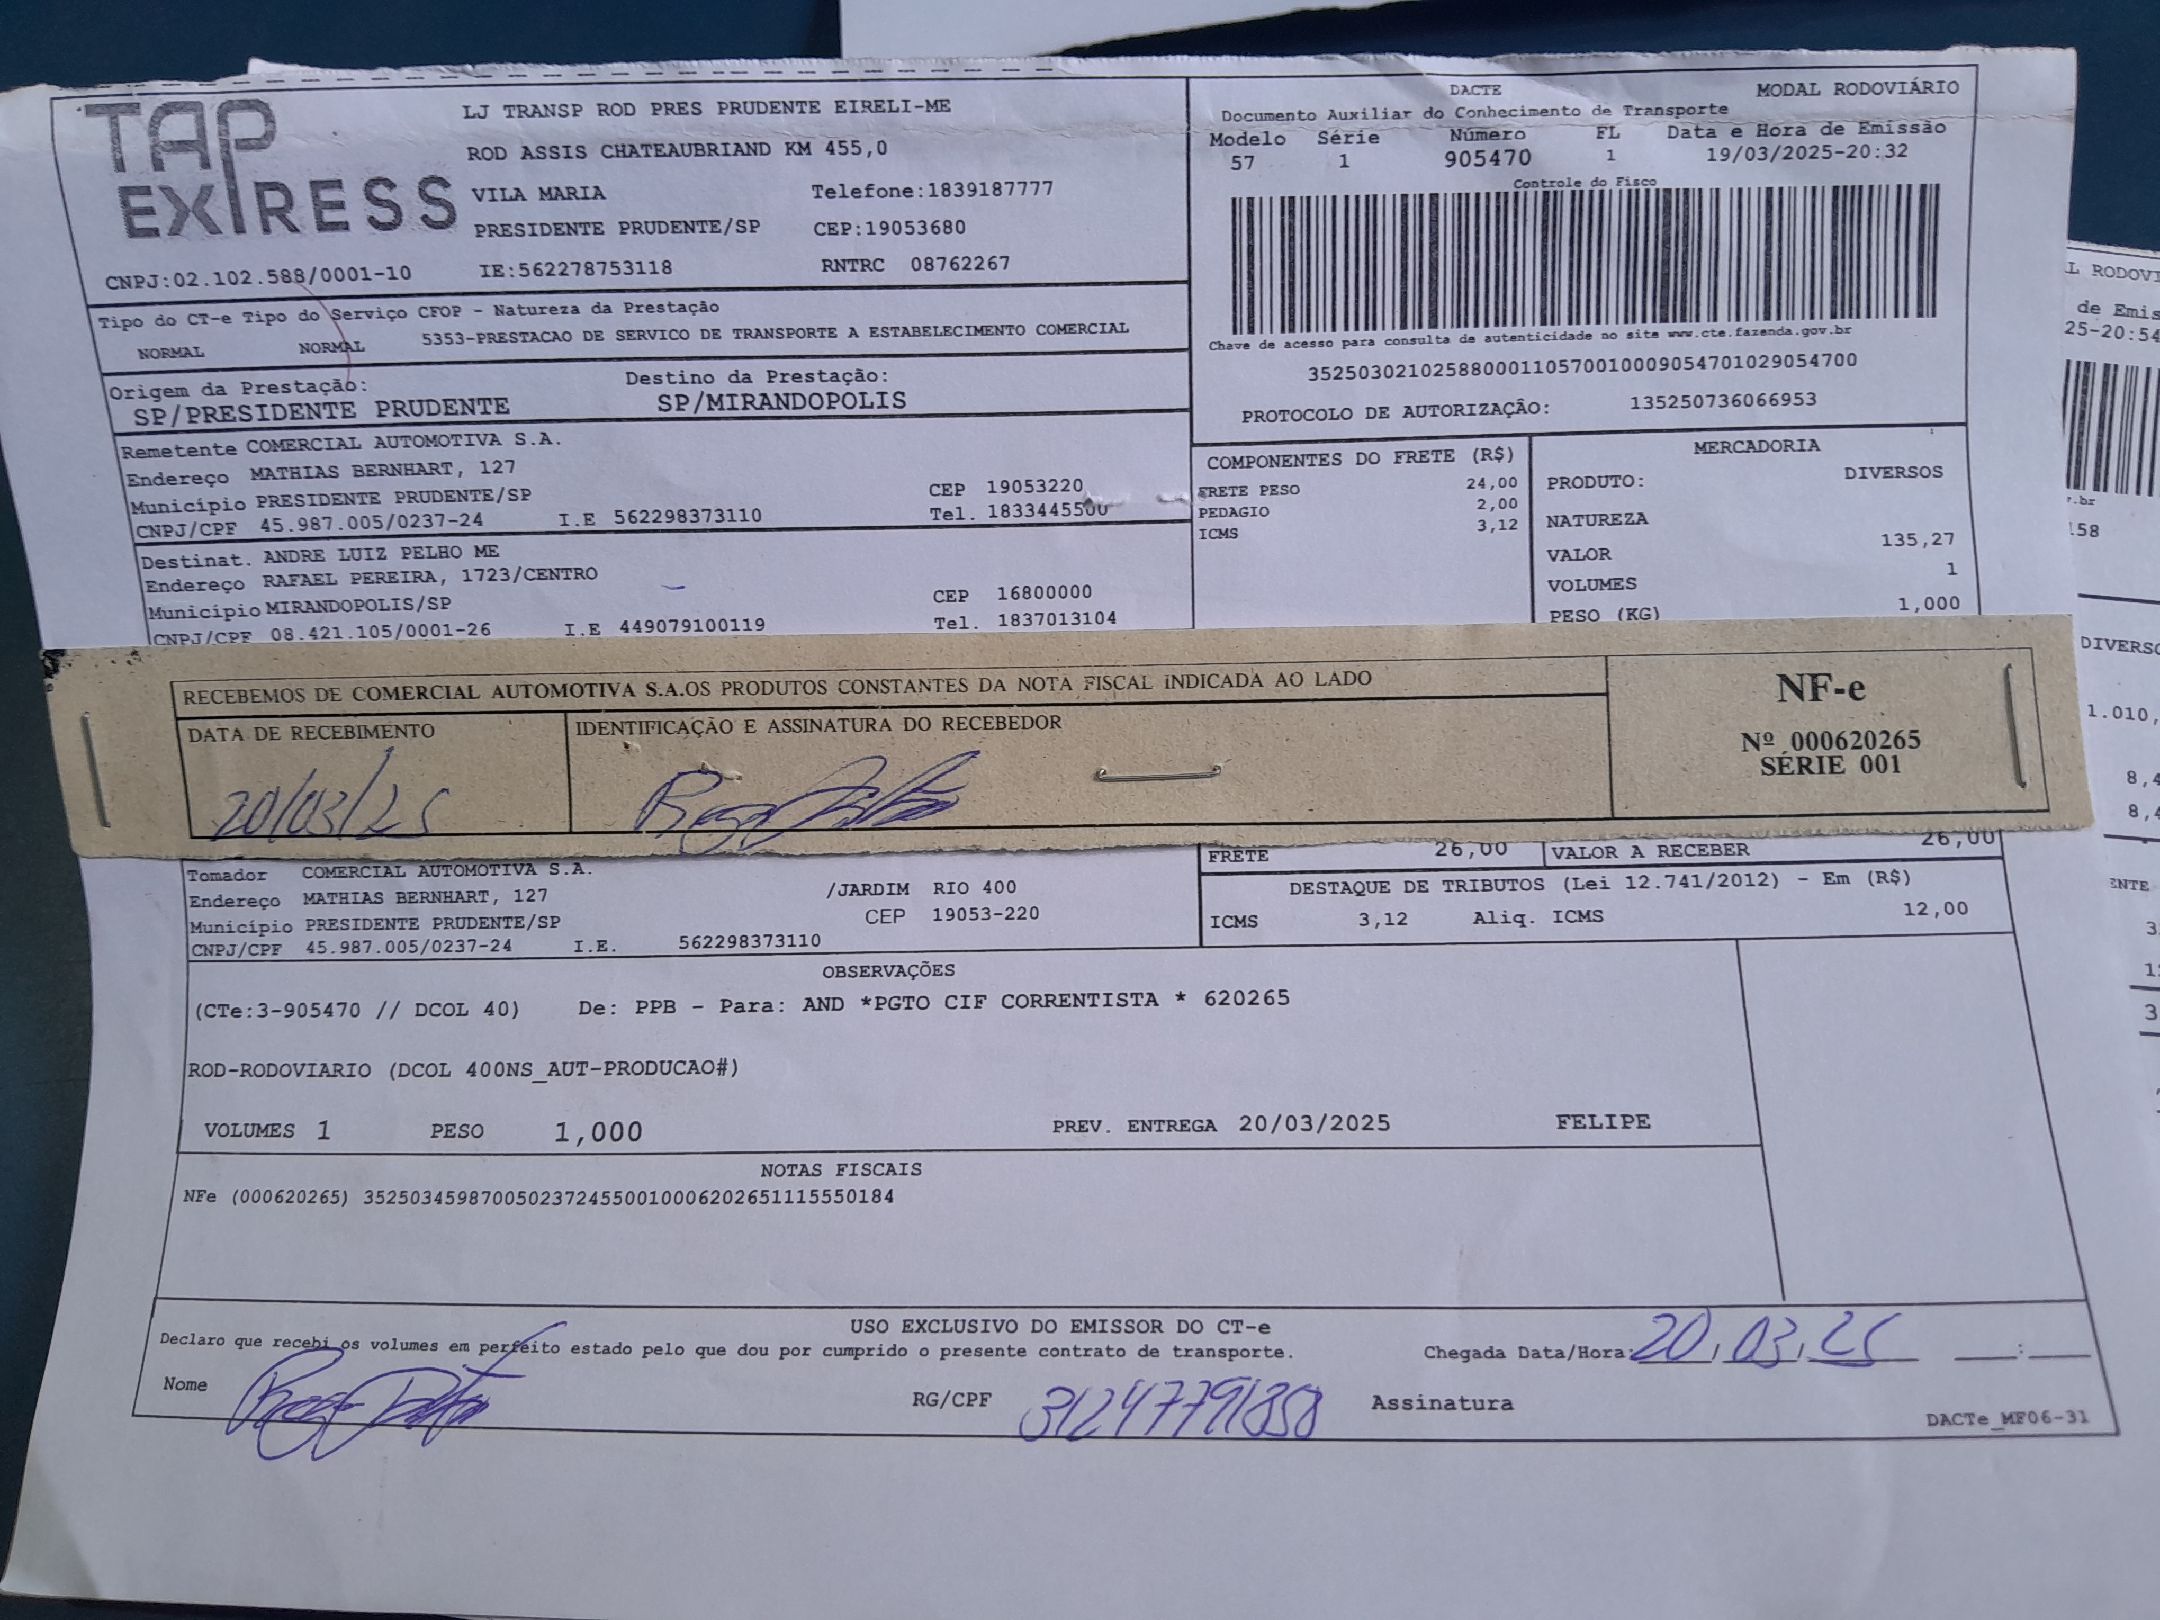 TAP EXPRESS
LJ TRANSP ROD PRES PRUDENTE EIRELI-ME
ROD ASSIS CHATEAUBRIAND KM 455,0
VILA MARIA Telefone:1839187777
PRESIDENTE PRUDENTE/SP CEP:19053680
CNPJ:02.102.588/0001-10 IE:562278753118 RNTRC 08762267
DACTE MODAL RODOVIÁRIO
Documento Auxiliar do Conhecimento de Transporte
Modelo Série Número FL Data e Hora de Emissão
57 1 905470 1 19/03/2025-20:32
Controle do Fisco
Chave de acesso para consulta de autenticidade no site www.cte.fazenda.gov.br
35250302102588000110570010009054701029054700
PROTOCOLO DE AUTORIZAÇÃO: 135250736066953
Tipo do CT-e Tipo do Serviço CFOP - Natureza da Prestação
NORMAL NORMAL 5353-PRESTACAO DE SERVICO DE TRANSPORTE A ESTABELECIMENTO COMERCIAL
Origem da Prestação: Destino da Prestação:
SP/PRESIDENTE PRUDENTE SP/MIRANDOPOLIS
Remetente COMERCIAL AUTOMOTIVA S.A.
Endereço MATHIAS BERNHART, 127
Município PRESIDENTE PRUDENTE/SP CEP 19053220
CNPJ/CPF 45.987.005/0237-24 I.E 562298373110 Tel. 1833445500
Destinat. ANDRE LUIZ PELHO ME
Endereço RAFAEL PEREIRA, 1723/CENTRO
Município MIRANDOPOLIS/SP CEP 16800000
CNPJ/CPF 08.421.105/0001-26 I.E 449079100119 Tel. 1837013104
COMPONENTES DO FRETE (R$)
FRETE PESO 24,00
PEDAGIO 2,00
ICMS 3,12
MERCADORIA
PRODUTO: DIVERSOS
NATUREZA
VALOR 135,27
VOLUMES 1
PESO (KG) 1,000
RECEBEMOS DE COMERCIAL AUTOMOTIVA S.A.OS PRODUTOS CONSTANTES DA NOTA FISCAL INDICADA AO LADO
DATA DE RECEBIMENTO IDENTIFICAÇÃO E ASSINATURA DO RECEBEDOR
20/03/25
NF-e
Nº 000620265
SÉRIE 001
FRETE 26,00 VALOR A RECEBER 26,00
Tomador COMERCIAL AUTOMOTIVA S.A.
Endereço MATHIAS BERNHART, 127 /JARDIM RIO 400
Município PRESIDENTE PRUDENTE/SP CEP 19053-220
CNPJ/CPF 45.987.005/0237-24 I.E. 562298373110
DESTAQUE DE TRIBUTOS (Lei 12.741/2012) - Em (R$)
ICMS 3,12 Aliq. ICMS 12,00
OBSERVAÇÕES
(CTe:3-905470 // DCOL 40) De: PPB - Para: AND *PGTO CIF CORRENTISTA * 620265
ROD-RODOVIARIO (DCOL 400NS_AUT-PRODUCAO#)
VOLUMES 1 PESO 1,000 PREV. ENTREGA 20/03/2025 FELIPE
NOTAS FISCAIS
NFe (000620265) 35250345987005023724550010006202651115550184
USO EXCLUSIVO DO EMISSOR DO CT-e
Declaro que recebi os volumes em perfeito estado pelo que dou por cumprido o presente contrato de transporte. Chegada Data/Hora: 20,03,25 :
Nome RG/CPF 31247791858 Assinatura
DACTe_MF06-31
L RODOVI
de Emis
25-20:54
r.br
158
DIVERSO
1.010,
8,4
8,4
ENTE